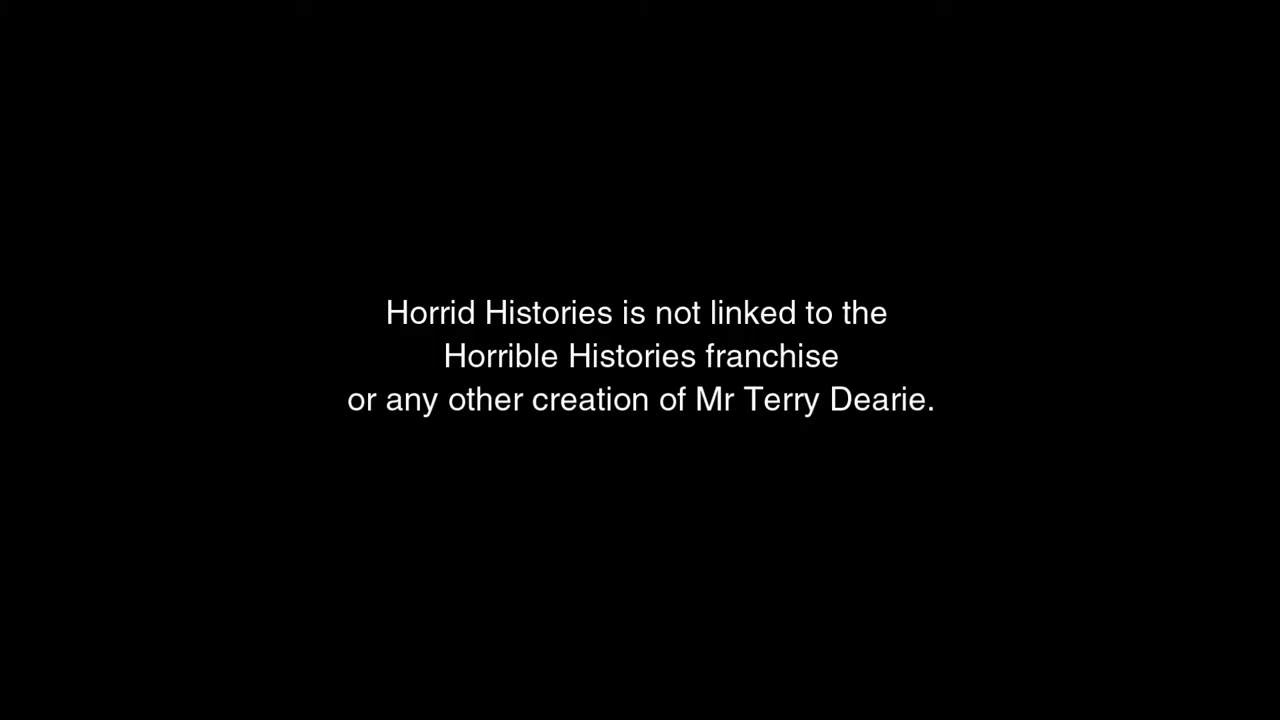 Horrid Histories is not linked to the
Horrible Histories franchise
or any other creation of Mr Terry Dearie.